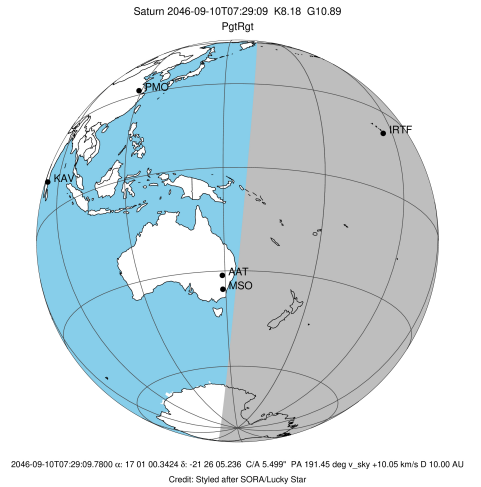 Saturn 2046-09-10T07:29:09  K8.18  G10.89
PgtRgt
PMO
IRTF
KAV
AAT
MSO
2046-09-10T07:29:09.7800 α: 17 01 00.3424 δ: -21 26 05.236  C/A 5.499"  PA 191.45 deg v_sky +10.05 km/s D 10.00 AU
Credit: Styled after SORA/Lucky Star